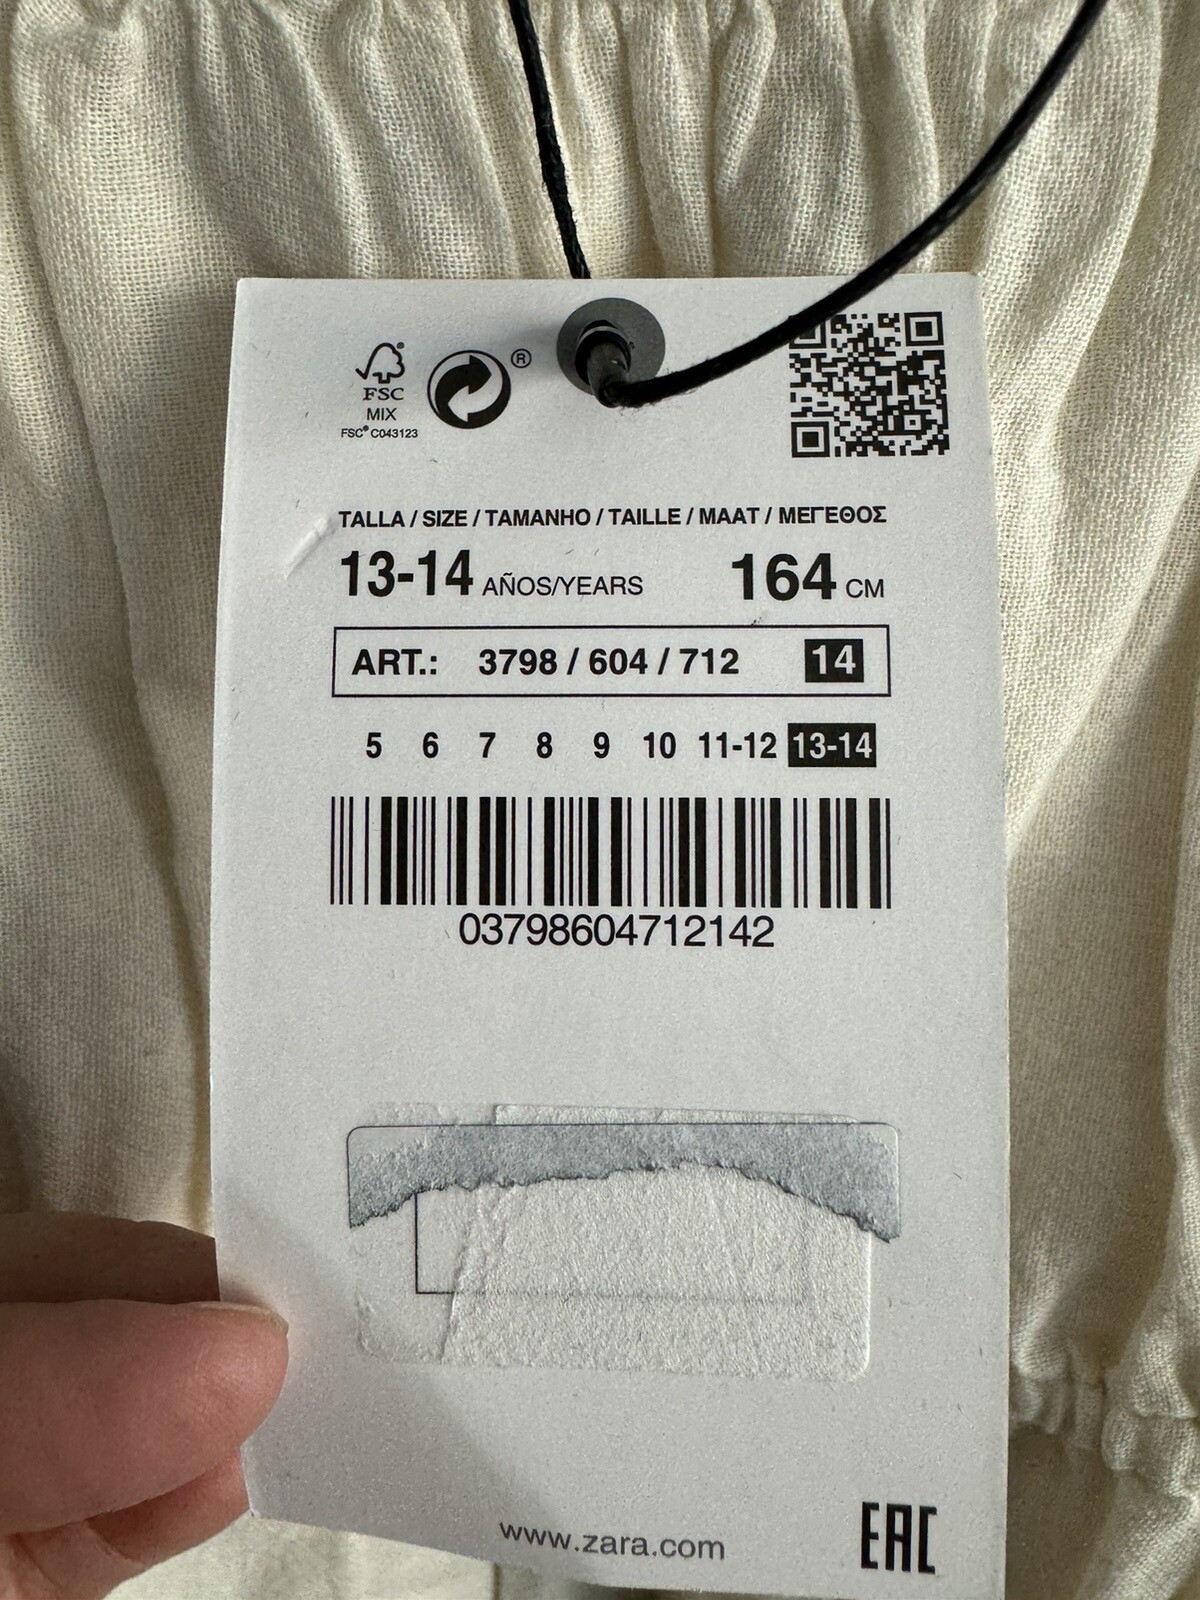 FSC®
MIX
FSC® C043123
®
TALLA / SIZE / TAMANHO / TAILLE / MAAT / ΜΕΓΕΘΟΣ
13-14 AÑOS/YEARS 164 CM
ART.: 3798 / 604 / 712 14
5 6 7 8 9 10 11-12 13-14
03798604712142
www.zara.com
EAC